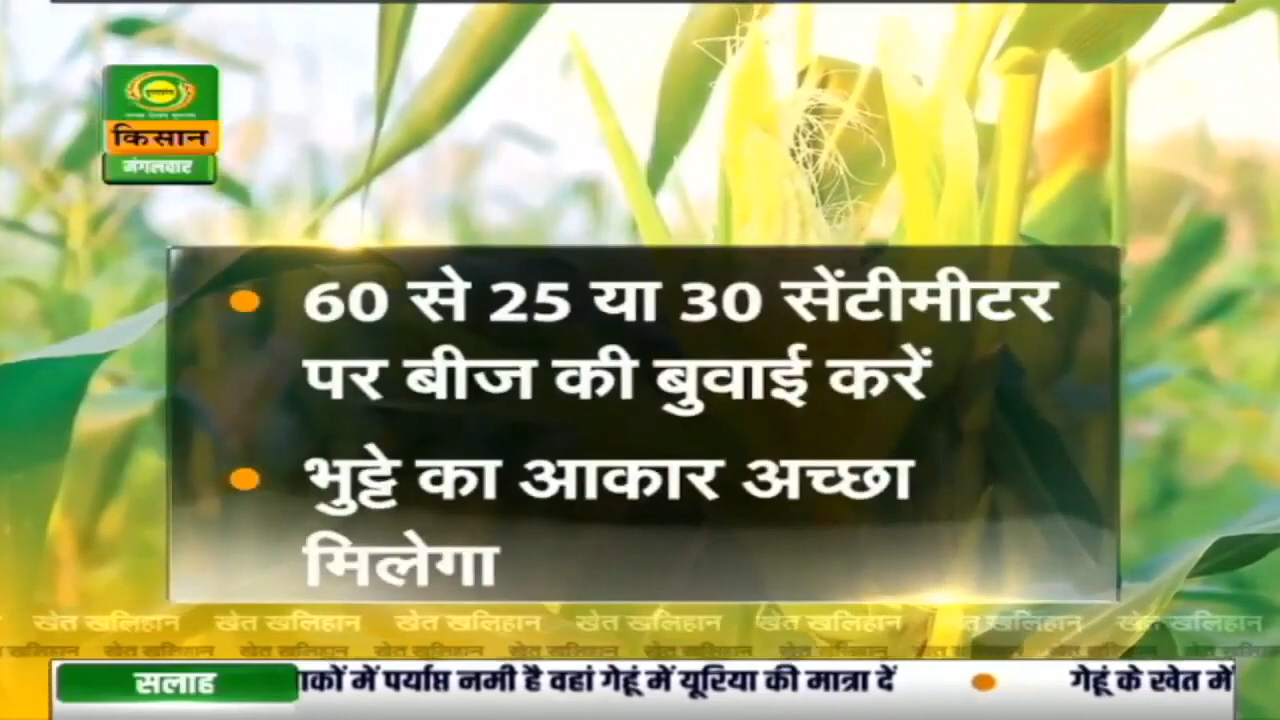 किसान
मंगलवार
60 से 25 या 30 सेंटीमीटर
पर बीज की बुवाई करें
भुट्टे का आकार अच्छा
मिलेगा
खेत खलिहान खेत खलिहान खेत खलिहान खेत खलिहान खेत खलिहान खेत खलिहान खेत खलिहान
सलाह
में पर्याप्त नमी है वहां गेहूं में यूरिया की मात्रा दें
गेहूं के खेत में